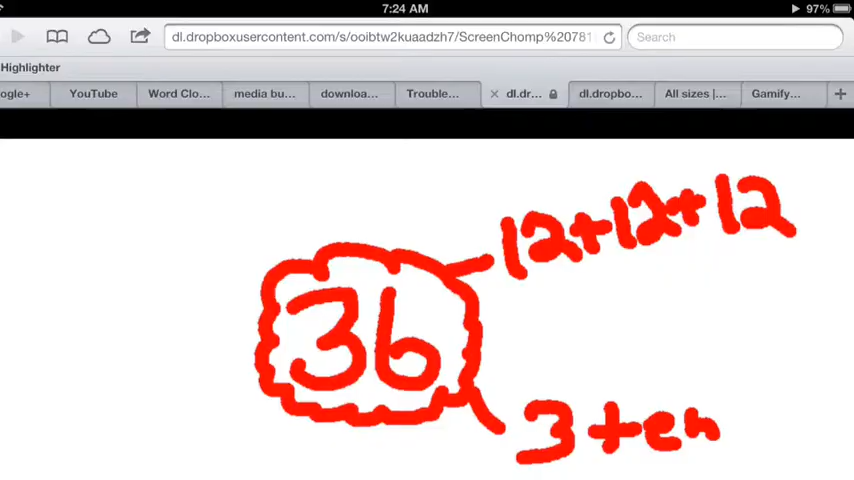 7:24 AM
97%
dl.dropboxusercontent.com/s/ooibtw2kuaadzh7/ScreenChomp%20781
Search
Highlighter
ogle+ YouTube Word Clo... media bu... downloa... Trouble... dl.dr... dl.dropbo... All sizes |... Gamify...
12+12+12
36
3 ten